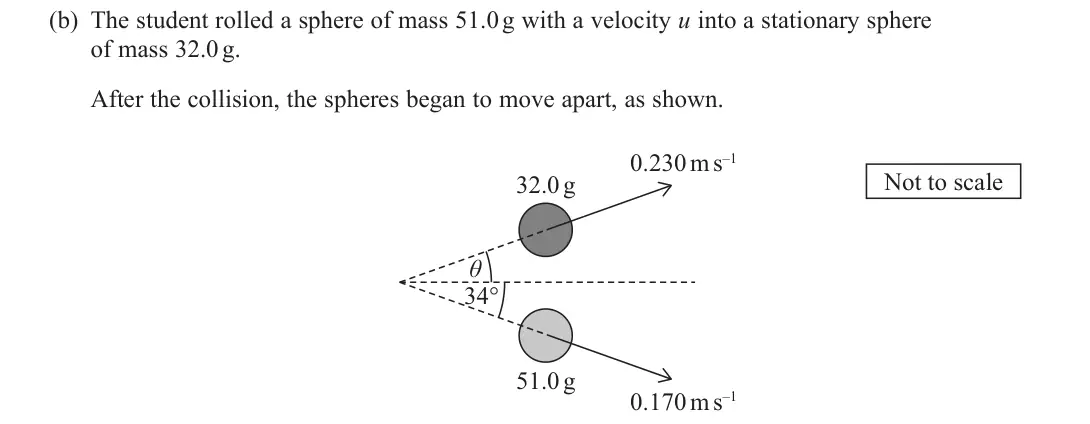 (b) The student rolled a sphere of mass 51.0 g with a velocity u into a stationary sphere
of mass 32.0 g.
After the collision, the spheres began to move apart, as shown.
0.230 m s⁻¹
32.0 g
Not to scale
θ
34°
51.0 g
0.170 m s⁻¹